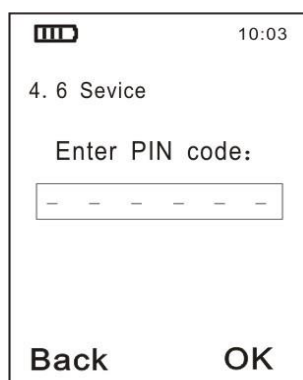 10:03
4. 6 Sevice
Enter PIN code:
– – – – – –
Back OK